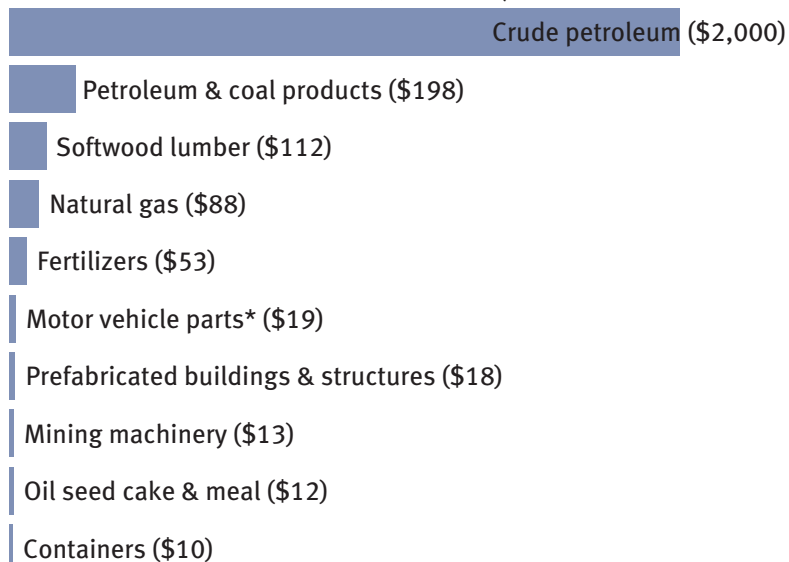 Crude petroleum ($2,000)
Petroleum & coal products ($198)
Softwood lumber ($112)
Natural gas ($88)
Fertilizers ($53)
Motor vehicle parts* ($19)
Prefabricated buildings & structures ($18)
Mining machinery ($13)
Oil seed cake & meal ($12)
Containers ($10)